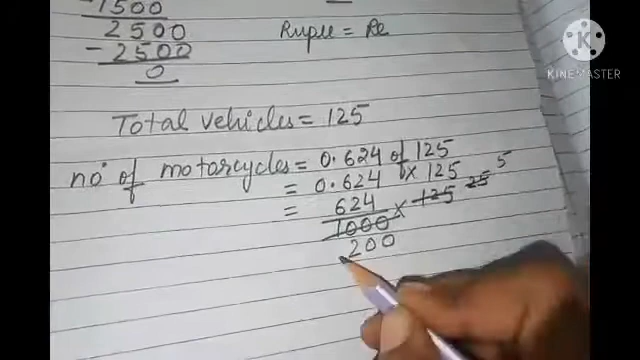 - 1500
2500
- 2500
0
Rupee = Re
KINEMASTER
Total vehicles = 125
no of motorcycles = 0.624 of 125
= 0.624 x 125
= 624/1000 x 125 25 5
200